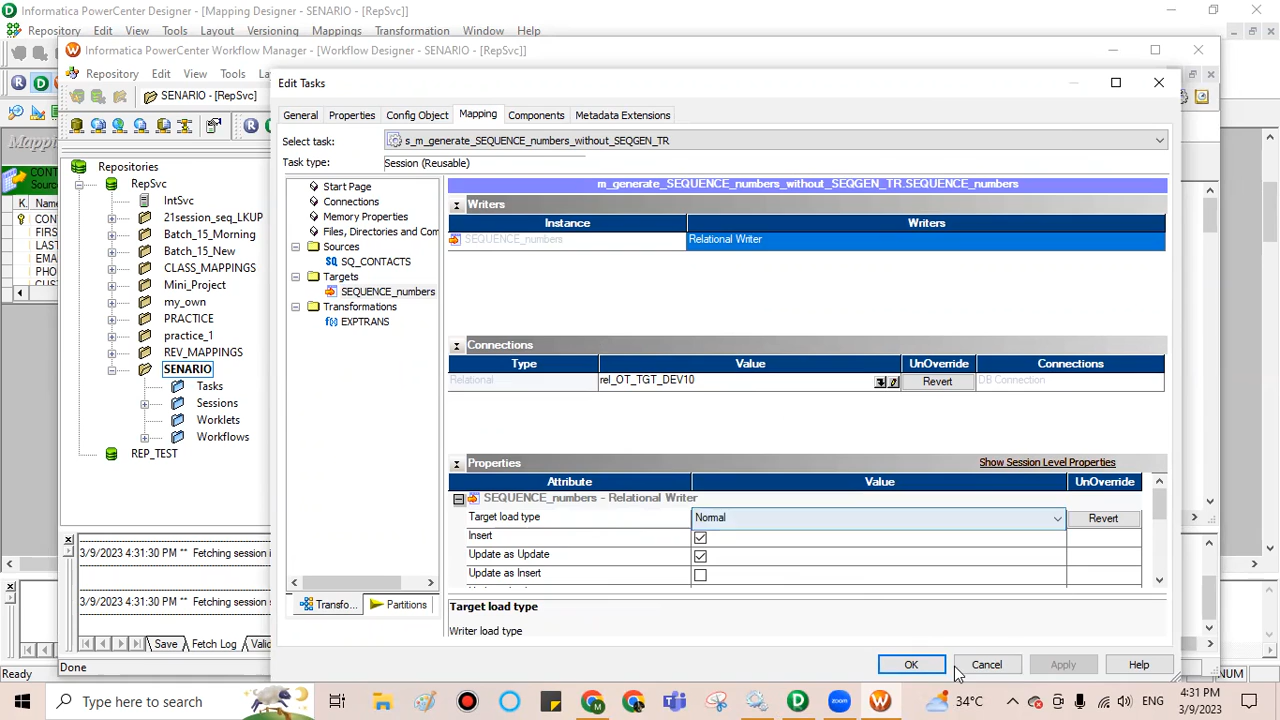 Informatica PowerCenter Designer - [Mapping Designer - SENARIO - [RepSvc]]
Repository Edit View Tools Layout Versioning Mappings Transformation Window Help
Informatica PowerCenter Workflow Manager - [Workflow Designer - SENARIO - [RepSvc]]
Repository Edit View Tools
SENARIO - [RepSvc]
Edit Tasks
General Properties Config Object Mapping Components Metadata Extensions
Select task: s_m_generate_SEQUENCE_numbers_without_SEQGEN_TR
Task type: Session (Reusable)
Repositories
RepSvc
IntSvc
21session_seq_LKUP
Batch_15_Morning
Batch_15_New
CLASS_MAPPINGS
Mini_Project
my_own
PRACTICE
practice_1
REV_MAPPINGS
SENARIO
Tasks
Sessions
Worklets
Workflows
REP_TEST
K. Name
Start Page
Connections
Memory Properties
Files, Directories and Com
Sources
SQ_CONTACTS
Targets
SEQUENCE_numbers
Transformations
EXPTRANS
Transfo... Partitions
m_generate_SEQUENCE_numbers_without_SEQGEN_TR.SEQUENCE_numbers
Writers
Instance Writers
SEQUENCE_numbers Relational Writer
Connections
Type Value UnOverride Connections
Relational rel_OT_TGT_DEV10 Revert DB Connection
Properties Show Session Level Properties
Attribute Value UnOverride
SEQUENCE_numbers - Relational Writer
Target load type Normal Revert
Insert
Update as Update
Update as Insert
Target load type
Writer load type
OK Cancel Apply Help
3/9/2023 4:31:30 PM ** Fetching session i
3/9/2023 4:31:30 PM ** Fetching session s
Save Fetch Log
Done
Ready
NUM
Type here to search
34°C
ENG
4:31 PM
3/9/2023